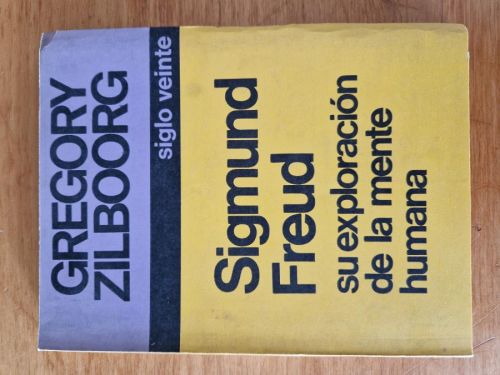 GREGORY
ZILBOORG
siglo veinte
Sigmund
Freud
su exploración
de la mente
humana